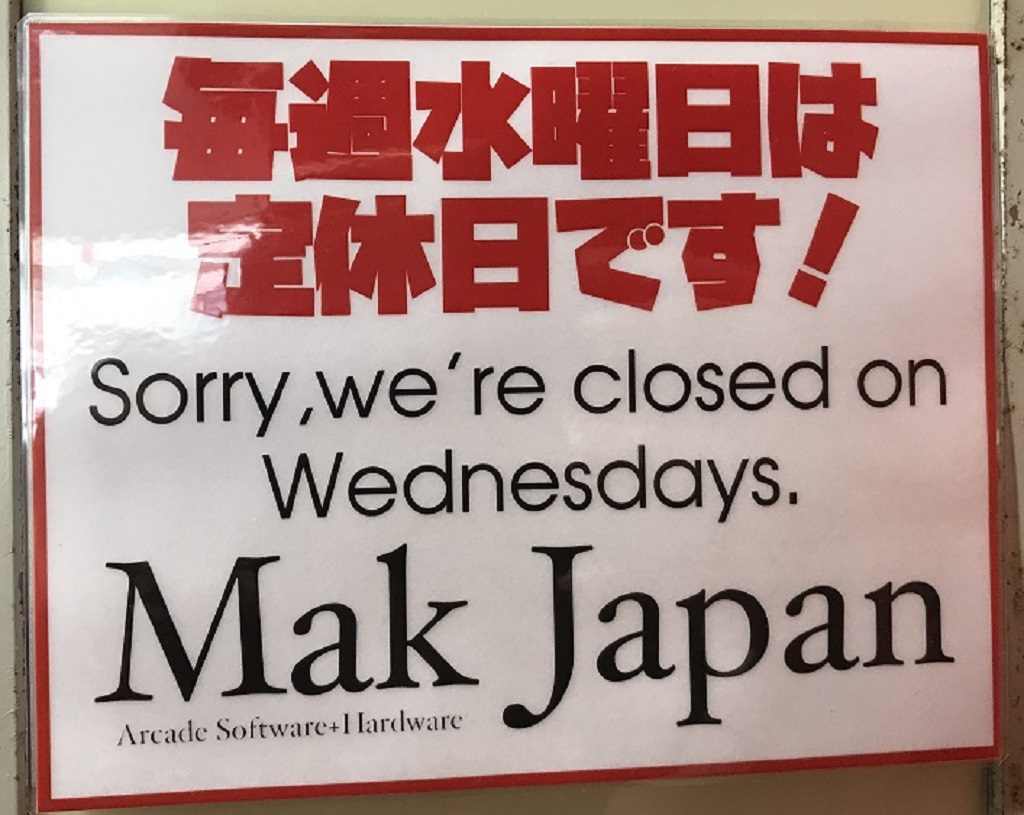 毎週水曜日は
定休日です!
Sorry,we're closed on
Wednesdays.
Mak Japan
Arcade Software+Hardware